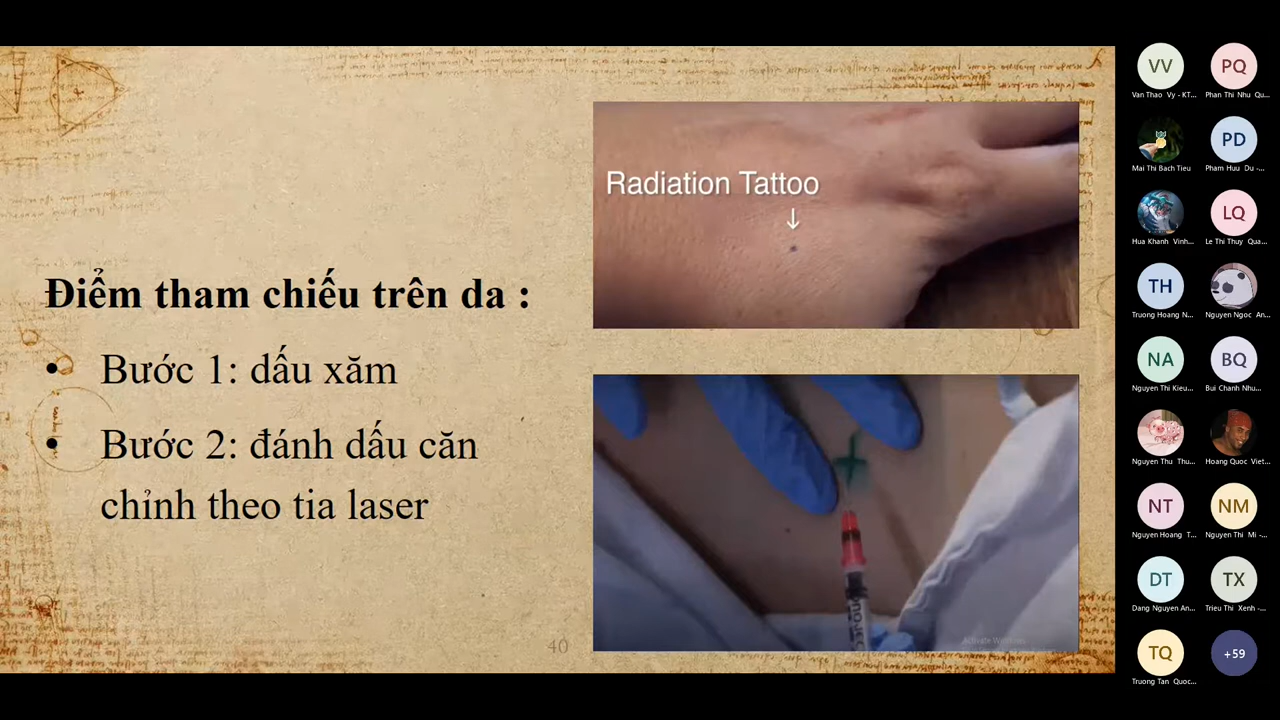 Điểm tham chiếu trên da :
• Bước 1: dấu xăm
• Bước 2: đánh dấu căn
chỉnh theo tia laser
40
Radiation Tattoo
↓
Activate Windows
VV
Van Thao Vy - KT...
PQ
Phan Thi Nhu Qu...
Mai Thi Bach Tieu
PD
Pham Huu Du -...
Hua Khanh Vinh...
LQ
Le Thi Thuy Qua...
TH
Truong Hoang N...
Nguyen Ngoc An...
NA
Nguyen Thi Kieu...
BQ
Bui Chanh Nhu...
Nguyen Thu Thu...
Hoang Quoc Viet...
NT
Nguyen Hoang T...
NM
Nguyen Thi Mi -...
DT
Dang Nguyen An...
TX
Trieu Thi Xenh -...
TQ
Truong Tan Quoc...
+59